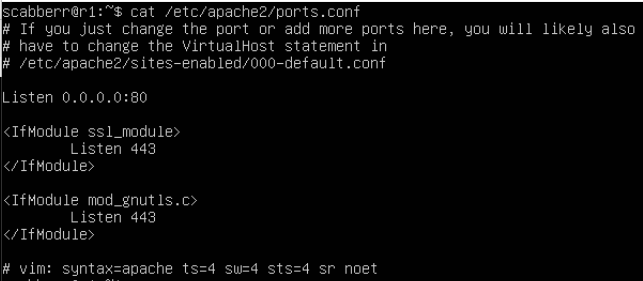 scabberr@r1:~$ cat /etc/apache2/ports.conf
# If you just change the port or add more ports here, you will likely also
# have to change the VirtualHost statement in
# /etc/apache2/sites-enabled/000-default.conf
Listen 0.0.0.0:80
<IfModule ssl_module>
Listen 443
</IfModule>
<IfModule mod_gnutls.c>
Listen 443
</IfModule>
# vim: syntax=apache ts=4 sw=4 sts=4 sr noet